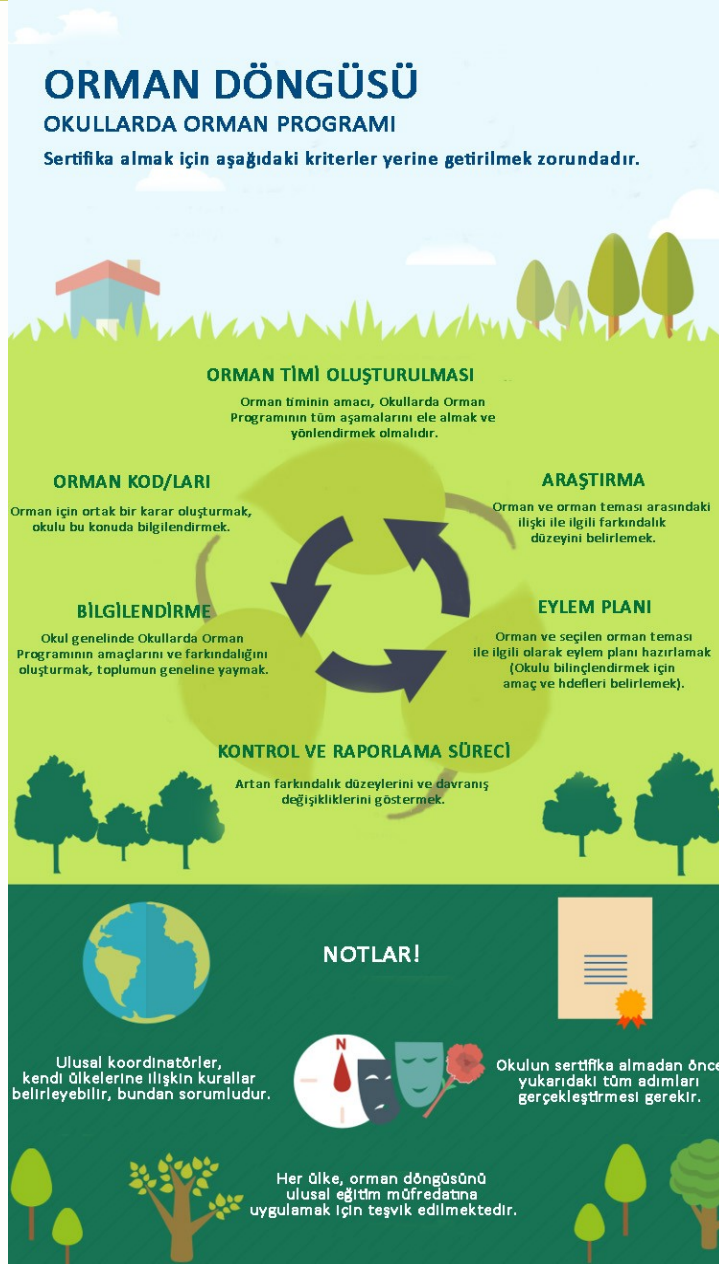 ORMAN DÖNGÜSÜ
OKULLARDA ORMAN PROGRAMI
Sertifika almak için aşağıdaki kriterler yerine getirilmek zorundadır.
ORMAN TİMİ OLUŞTURULMASI
Orman timinin amacı, Okullarda Orman
Programının tüm aşamalarını ele almak ve
yönlendirmek olmalıdır.
ORMAN KOD/LARI
Orman için ortak bir karar oluşturmak,
okulu bu konuda bilgilendirmek.
ARAŞTIRMA
Orman ve orman teması arasındaki
ilişki ile ilgili farkındalık
düzeyini belirlemek.
BİLGİLENDİRME
Okul genelinde Okullarda Orman
Programının amaçlarını ve farkındalığını
oluşturmak, toplumun geneline yaymak.
EYLEM PLANI
Orman ve seçilen orman teması
ile ilgili olarak eylem planı hazırlamak
(Okulu bilinçlendirmek için
amaç ve hdefleri belirlemek).
KONTROL VE RAPORLAMA SÜRECİ
Artan farkındalık düzeylerini ve davranış
değişikliklerini göstermek.
NOTLAR!
N
Ulusal koordinatörler,
kendi ülkelerine ilişkin kurallar
belirleyebilir, bundan sorumludur.
Okulun sertifika almadan önce
yukarıdaki tüm adımları
gerçekleştirmesi gerekir.
Her ülke, orman döngüsünü
ulusal eğitim müfredatına
uygulamak için teşvik edilmektedir.